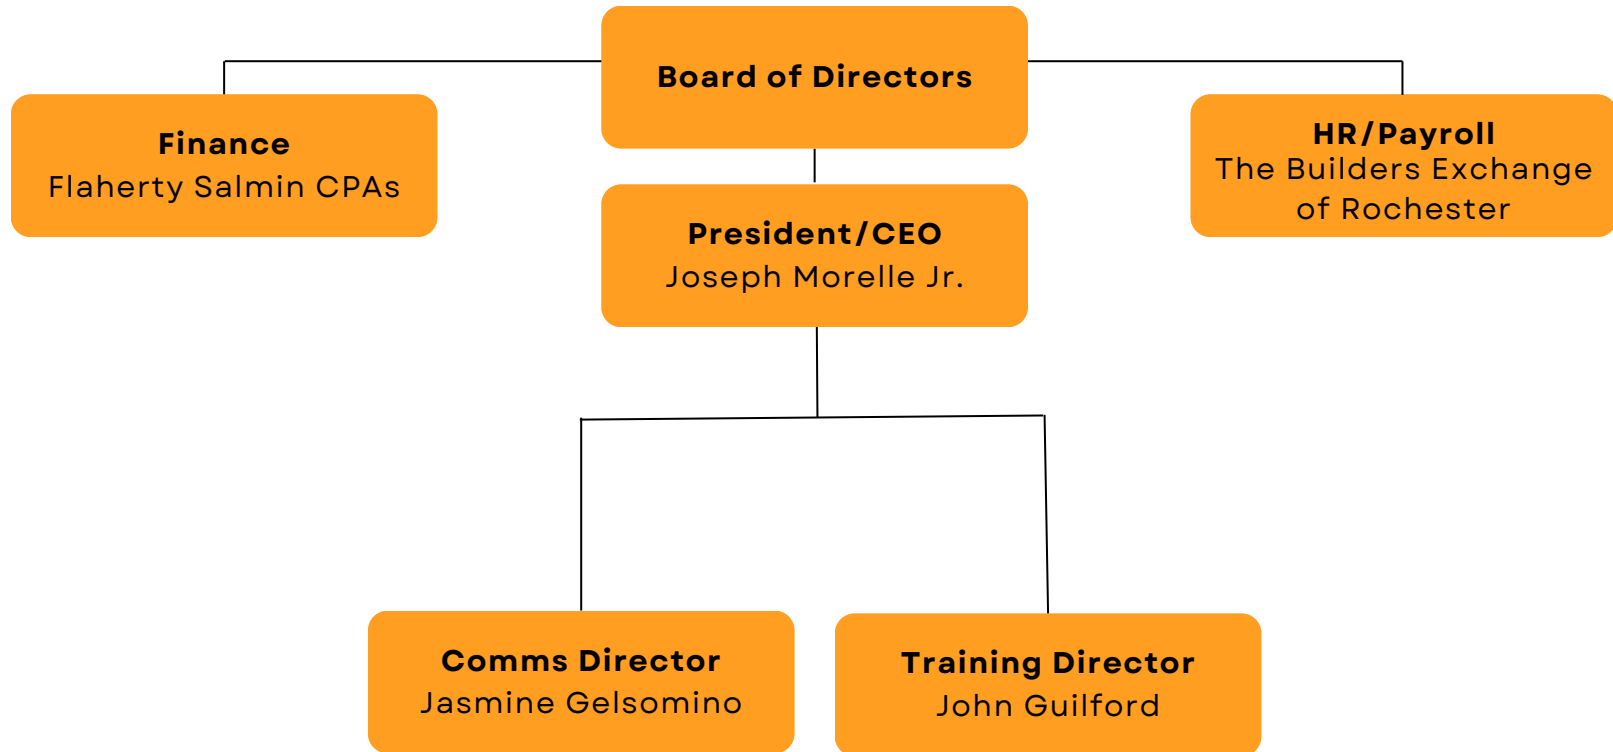 Board of Directors
Finance
Flaherty Salmin CPAs
HR/Payroll
The Builders Exchange
of Rochester
President/CEO
Joseph Morelle Jr.
Comms Director
Jasmine Gelsomino
Training Director
John Guilford